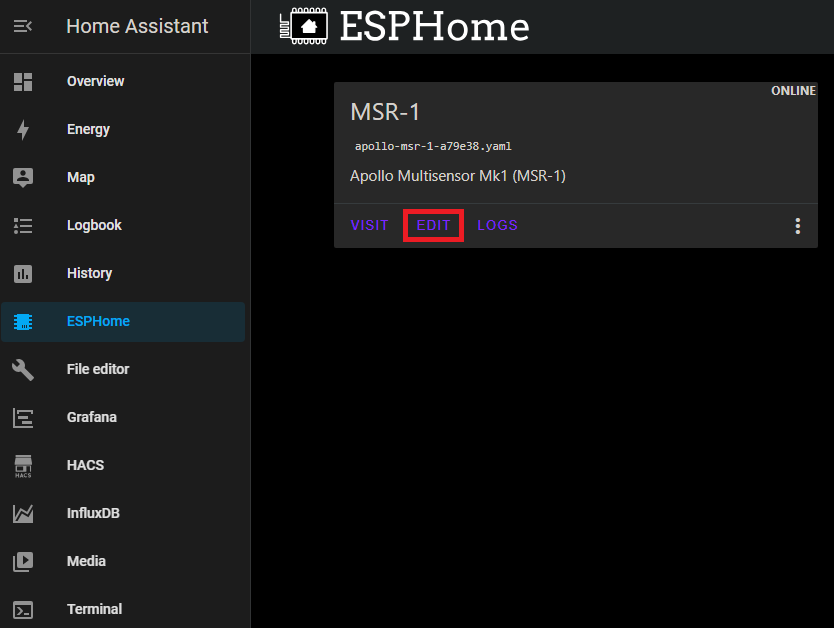 Home Assistant
Overview
Energy
Map
Logbook
History
ESPHome
File editor
Grafana
HACS
HACS
InfluxDB
Media
Terminal
ESPHome
ONLINE
MSR-1
apollo-msr-1-a79e38.yaml
Apollo Multisensor Mk1 (MSR-1)
VISIT EDIT LOGS